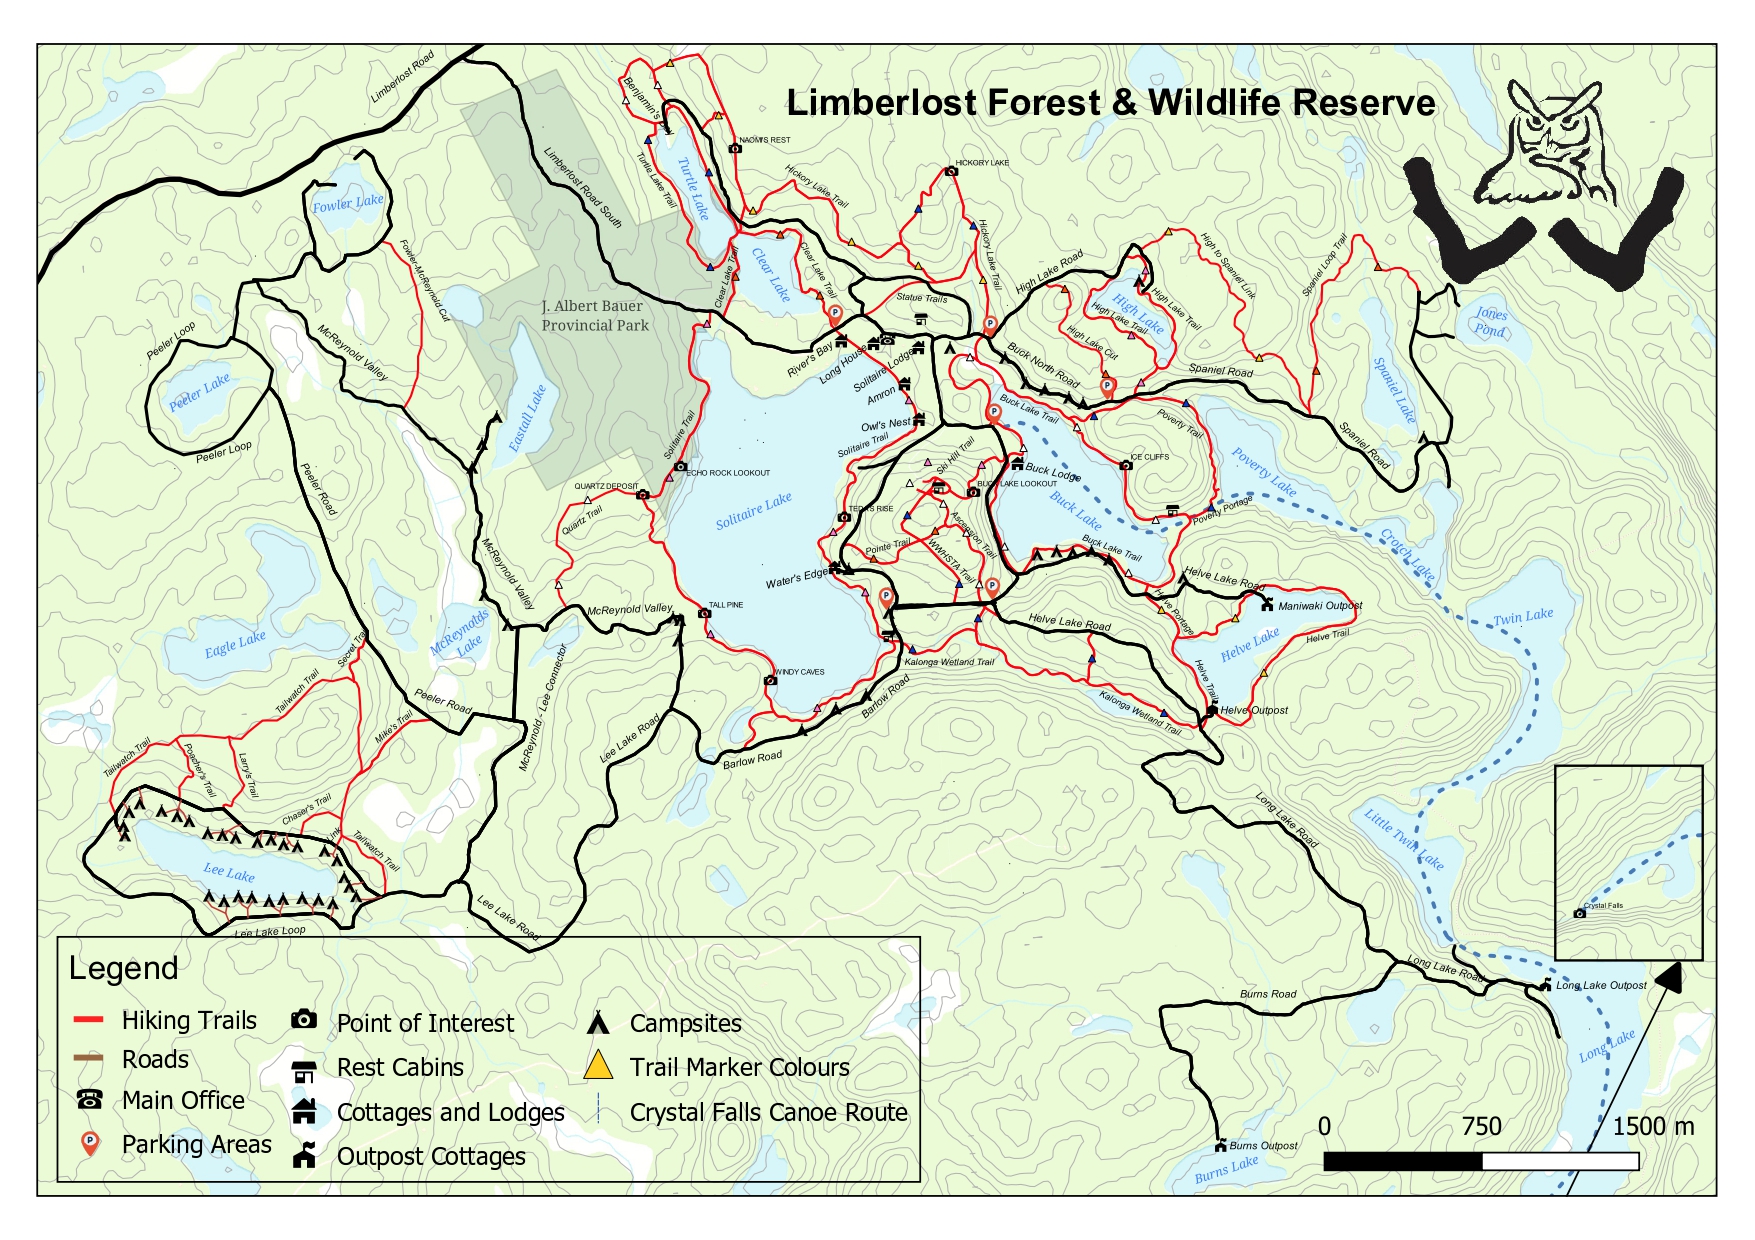 Limberlost Forest & Wildlife Reserve
Limberlost Road
Benjamin's
NAOMI'S REST
HICKORY LAKE
Limberlost Road South
Turtle Lake Trail
Turtle Lake
Hickory Lake Trail
Hickory Lake Trail
Fowler Lake
Fowler-McReynold Cut
Clear Lake Trail
Clear Lake
Clear Lake Trail
High Lake Road
High to Spaniel Link
Spaniel Loop Trail
J. Albert Bauer
Provincial Park
Statue Trails
High Lake Trail
High Lake
High Lake Trail
High Lake Cut
Jones
Pond
Peeler Loop
McReynold Valley
River's Bay
Long House
Solitaire Lodge
Buck North Road
Spaniel Road
Spaniel Lake
Peeler Lake
Amron
Owl's Nest
Buck Lake Trail
Poverty Trail
Eastall Lake
Solitaire Trail
Solitaire Trail
Spaniel Road
Peeler Loop
Ski Hill Trail
Buck Lodge
ICE CLIFFS
Poverty Lake
ECHO ROCK LOOKOUT
QUARTZ DEPOSIT
BUCK LAKE LOOKOUT
Peeler Road
Solitaire Lake
Buck Lake
Poverty Portage
Quartz Trail
TEDD'S RISE
Ascension Trail
Crotch Lake
Pointe Trail
WWHSTA Trail
Buck Lake Trail
McReynold Valley
Water's Edge
Helve Lake Road
Maniwaki Outpost
Twin Lake
McReynold Valley
TALL PINE
Helve Portage
Helve Lake Road
Helve Trail
Helve Lake
McReynolds
Lake
Eagle Lake
Secret Trail
Kalonga Wetland Trail
WINDY CAVES
Helve Trail
Tailwatch Trail
Peeler Road
McReynold - Lee Connector
Barlow Road
Kalonga Wetland Trail
Helve Outpost
Mike's Trail
Lee Lake Road
Barlow Road
Tailwatch Trail
Poacher's Trail
Larry's Trail
Chaser's Trail
Link
Tailwatch Trail
Long Lake Road
Little Twin Lake
Lee Lake
Crystal Falls
Lee Lake Road
Lee Lake Loop
Long Lake Road
Long Lake Outpost
Burns Road
Long Lake
Burns Outpost
Burns Lake
Legend
Hiking Trails
Roads
Main Office
Parking Areas
Point of Interest
Rest Cabins
Cottages and Lodges
Outpost Cottages
Campsites
Trail Marker Colours
Crystal Falls Canoe Route
0 750 1500 m